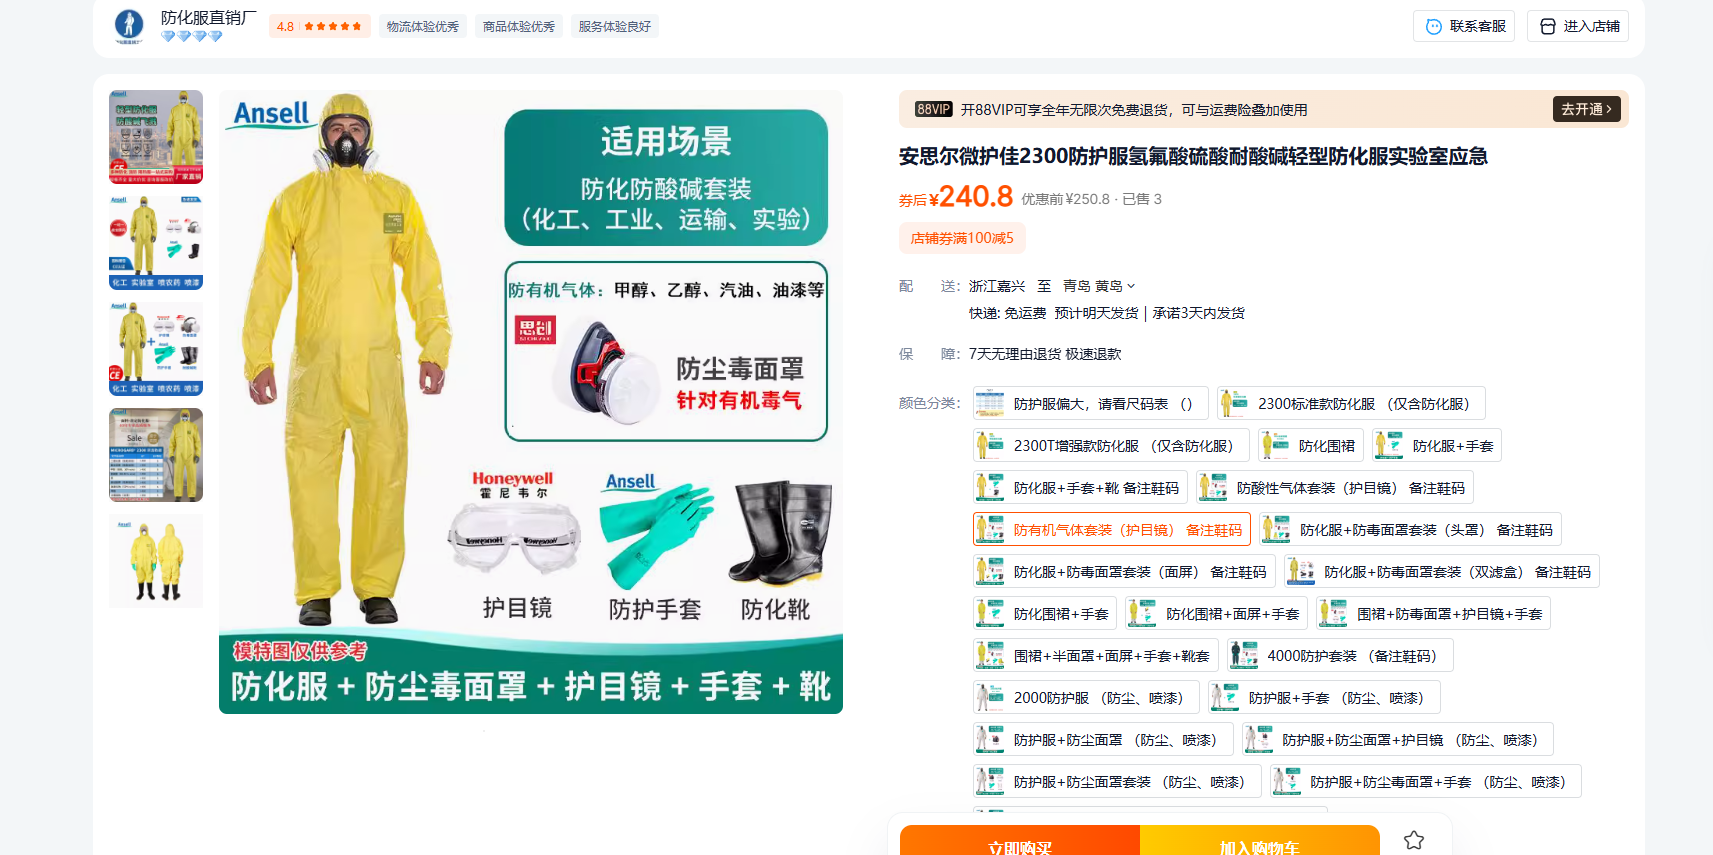 防化服直销厂
4.8
物流体验优秀
商品体验优秀
服务体验良好
联系客服
进入店铺
Ansell
适用场景
防化防酸碱套装
（化工、工业、运输、实验）
防有机气体：甲醇、乙醇、汽油、油漆等
思创
防尘毒面罩
针对有机毒气
Honeywell
霍尼韦尔
Ansell
护目镜
防护手套
防化靴
模特图仅供参考
防化服 + 防尘毒面罩 + 护目镜 + 手套 + 靴
88VIP 开88VIP可享全年无限次免费退货，可与运费险叠加使用
去开通
安思尔微护佳2300防护服氢氟酸硫酸耐酸碱轻型防化服实验室应急
券后¥240.8 优惠前¥250.8 · 已售 3
店铺券满100减5
配送： 浙江嘉兴 至 青岛 黄岛
快递: 免运费 预计明天发货 | 承诺3天内发货
保障： 7天无理由退货 极速退款
颜色分类：
防护服偏大，请看尺码表 （）
2300标准款防化服 （仅含防化服）
2300T增强款防化服 （仅含防化服）
防化围裙
防化服+手套
防化服+手套+靴 备注鞋码
防酸性气体套装（护目镜） 备注鞋码
防有机气体套装（护目镜） 备注鞋码
防化服+防毒面罩套装（头罩） 备注鞋码
防化服+防毒面罩套装（面屏） 备注鞋码
防化服+防毒面罩套装（双滤盒） 备注鞋码
防化围裙+手套
防化围裙+面屏+手套
围裙+防毒面罩+护目镜+手套
围裙+半面罩+面屏+手套+靴套
4000防护套装 （备注鞋码）
2000防护服 （防尘、喷漆）
防护服+手套 （防尘、喷漆）
防护服+防尘面罩 （防尘、喷漆）
防护服+防尘面罩+护目镜 （防尘、喷漆）
防护服+防尘面罩套装 （防尘、喷漆）
防护服+防尘毒面罩+手套 （防尘、喷漆）
立即购买
加入购物车